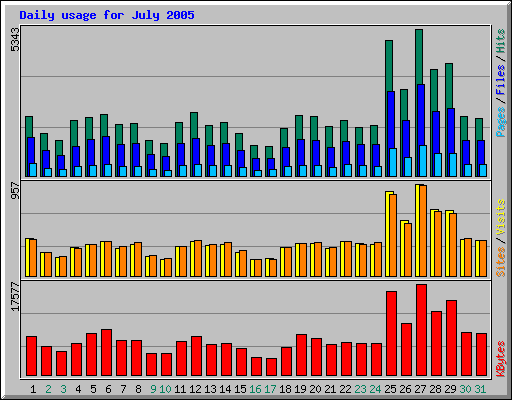 Daily usage for July 2005
5343
Pages / Files / Hits
957
Sites / Visits
17577
KBytes
1 2 3 4 5 6 7 8 9 10 11 12 13 14 15 16 17 18 19 20 21 22 23 24 25 26 27 28 29 30 31